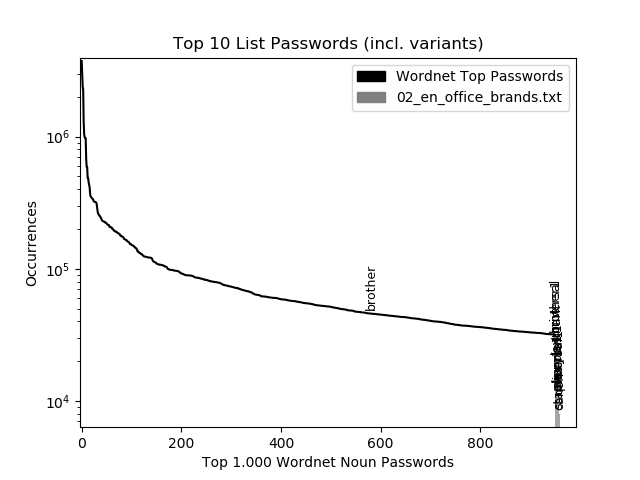 Top 10 List Passwords (incl. variants)
Wordnet Top Passwords
02_en_office_brands.txt
10^6
10^5
10^4
Occurrences
brother
0
200
400
600
800
Top 1.000 Wordnet Noun Passwords